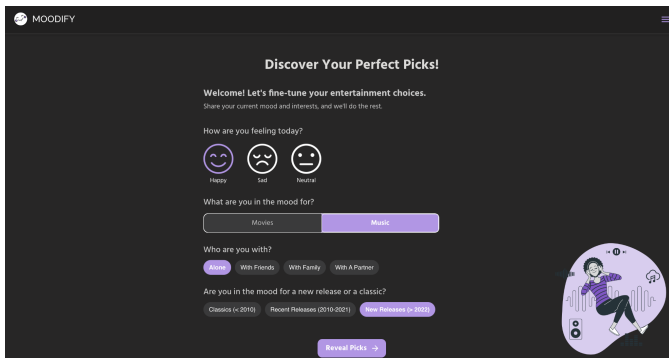 MOODIFY
Discover Your Perfect Picks!
Welcome! Let's fine-tune your entertainment choices.
Share your current mood and interests, and we'll do the rest.
How are you feeling today?
Happy Sad Neutral
What are you in the mood for?
Movies Music
Who are you with?
Alone With Friends With Family With A Partner
Are you in the mood for a new release or a classic?
Classics (< 2010) Recent Releases (2010-2021) New Releases (> 2022)
Reveal Picks →